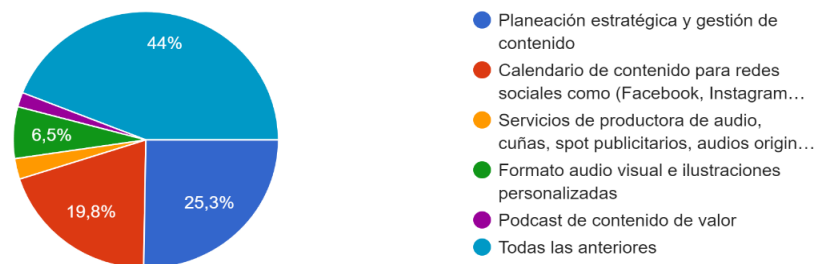 44%
6,5%
19,8%
25,3%
Planeación estratégica y gestión de
contenido
Calendario de contenido para redes
sociales como (Facebook, Instagram…
Servicios de productora de audio,
cuñas, spot publicitarios, audios origin…
Formato audio visual e ilustraciones
personalizadas
Podcast de contenido de valor
Todas las anteriores